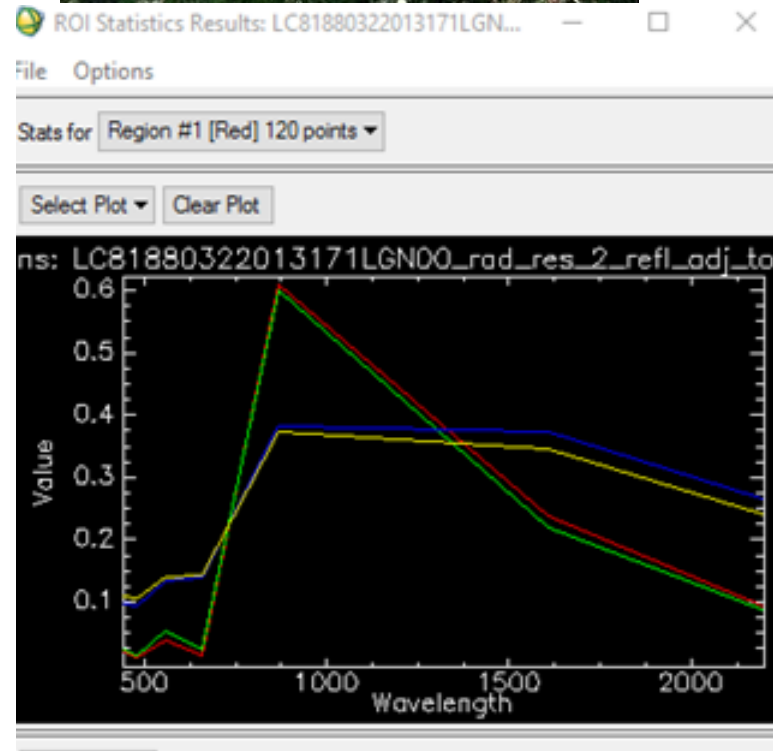 ROI Statistics Results: LC81880322013171LGN...
File Options
Stats for Region #1 [Red] 120 points
Select Plot Clear Plot
ns: LC81880322013171LGN00_rad_res_2_refl_adj_to
0.6
0.5
0.4
0.3
0.2
0.1
Value
500 1000 1500 2000
Wavelength